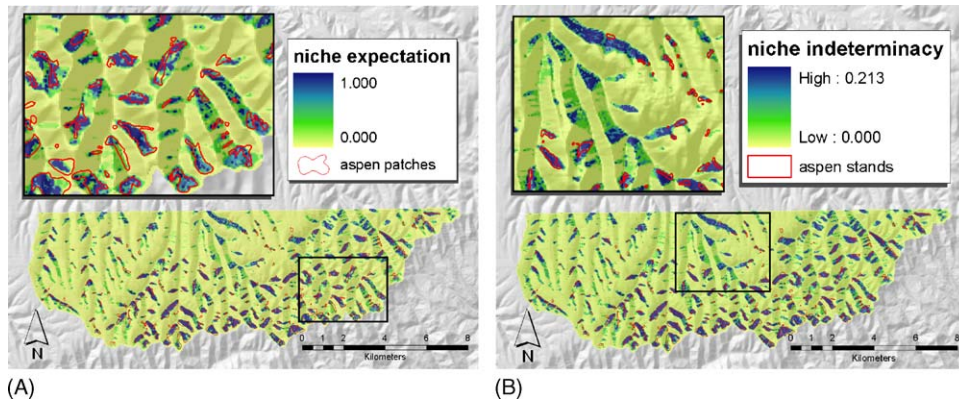 niche expectation
1.000
0.000
aspen patches
N
0 1 2 4 6 8
Kilometers
(A)
niche indeterminacy
High : 0.213
Low : 0.000
aspen stands
N
0 1 2 4 6 8
Kilometers
(B)